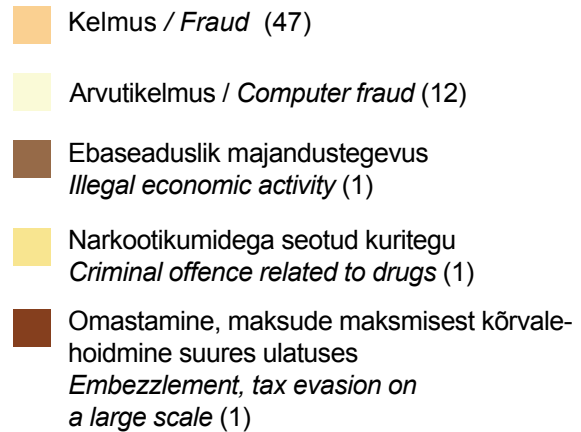 Kelmus / Fraud (47)
Arvutikelmus / Computer fraud (12)
Ebaseaduslik majandustegevus
Illegal economic activity (1)
Narkootikumidega seotud kuritegu
Criminal offence related to drugs (1)
Omastamine, maksude maksmisest kõrvale-
hoidmine suures ulatuses
Embezzlement, tax evasion on
a large scale (1)